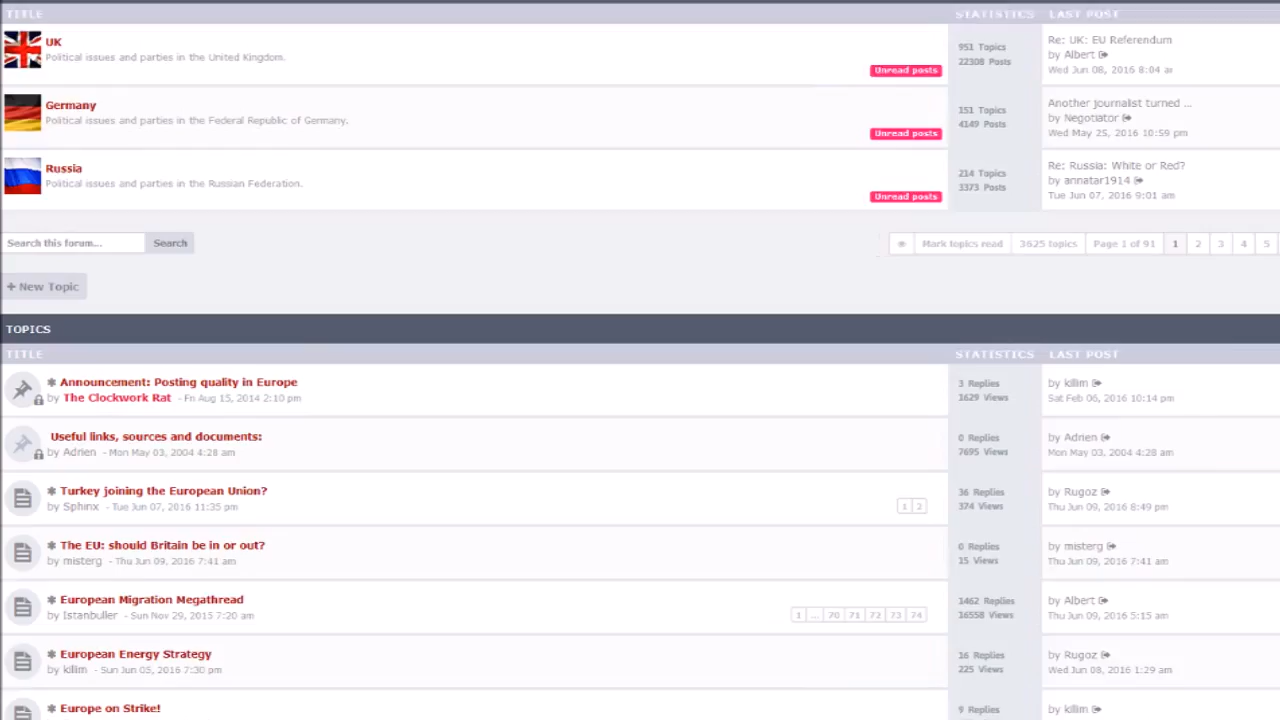 TITLE STATISTICS LAST POST
UK
Political issues and parties in the United Kingdom.
Unread posts
951 Topics
22308 Posts
Re: UK: EU Referendum
by Albert
Wed Jun 08, 2016 8:04 am
Germany
Political issues and parties in the Federal Republic of Germany.
Unread posts
151 Topics
4149 Posts
Another journalist turned ...
by Negotiator
Wed May 25, 2016 10:59 pm
Russia
Political issues and parties in the Russian Federation.
Unread posts
214 Topics
3373 Posts
Re: Russia: White or Red?
by annatar1914
Tue Jun 07, 2016 9:01 am
Search this forum... Search
Mark topics read 3625 topics Page 1 of 91 1 2 3 4 5
+ New Topic
TOPICS
TITLE STATISTICS LAST POST
Announcement: Posting quality in Europe
by The Clockwork Rat - Fri Aug 15, 2014 2:10 pm
3 Replies
1629 Views
by killim
Sat Feb 06, 2016 10:14 pm
Useful links, sources and documents:
by Adrien - Mon May 03, 2004 4:28 am
0 Replies
7695 Views
by Adrien
Mon May 03, 2004 4:28 am
Turkey joining the European Union?
by Sphinx - Tue Jun 07, 2016 11:35 pm
1 2
36 Replies
374 Views
by Rugoz
Thu Jun 09, 2016 8:49 pm
The EU: should Britain be in or out?
by misterg - Thu Jun 09, 2016 7:41 am
0 Replies
15 Views
by misterg
Thu Jun 09, 2016 7:41 am
European Migration Megathread
by Istanbuller - Sun Nov 29, 2015 7:20 am
1 ... 70 71 72 73 74
1462 Replies
16558 Views
by Albert
Thu Jun 09, 2016 5:15 am
European Energy Strategy
by killim - Sun Jun 05, 2016 7:30 pm
16 Replies
225 Views
by Rugoz
Wed Jun 08, 2016 1:29 am
Europe on Strike!
9 Replies
by killim